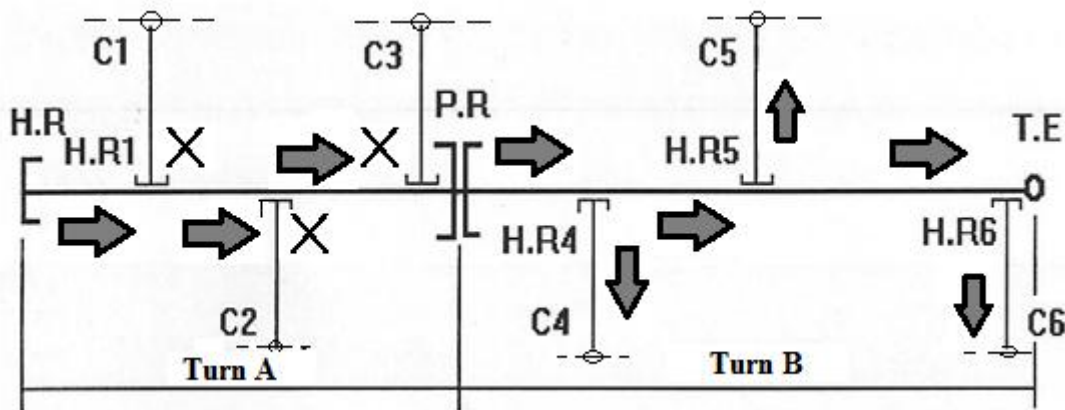 C1
C3
C5
H.R
P.R
T.E
H.R1
H.R5
H.R4
H.R6
C2
C4
C6
Turn A
Turn B